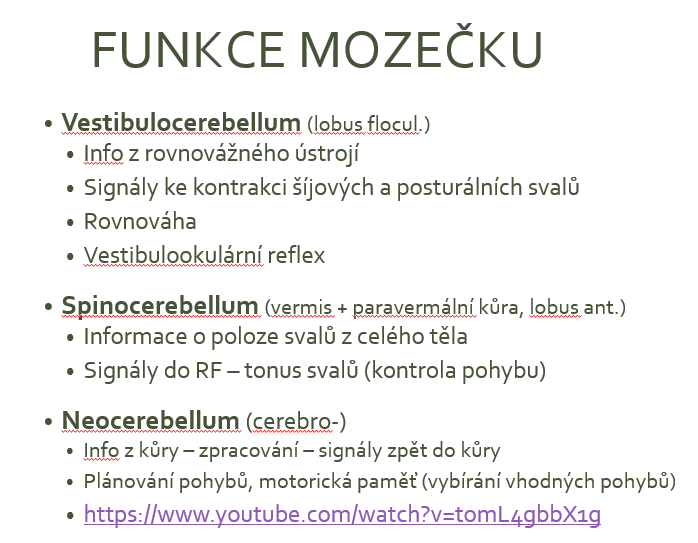 FUNKCE MOZEČKU
• Vestibulocerebellum (lobus flocul.)
• Info z rovnovážného ústrojí
• Signály ke kontrakci šíjových a posturálních svalů
• Rovnováha
• Vestibulookulární reflex
• Spinocerebellum (vermis + paravermální kůra, lobus ant.)
• Informace o poloze svalů z celého těla
• Signály do RF – tonus svalů (kontrola pohybu)
• Neocerebellum (cerebro-)
• Info z kůry – zpracování – signály zpět do kůry
• Plánování pohybů, motorická paměť (vybírání vhodných pohybů)
• https://www.youtube.com/watch?v=tomL4gbbX1g